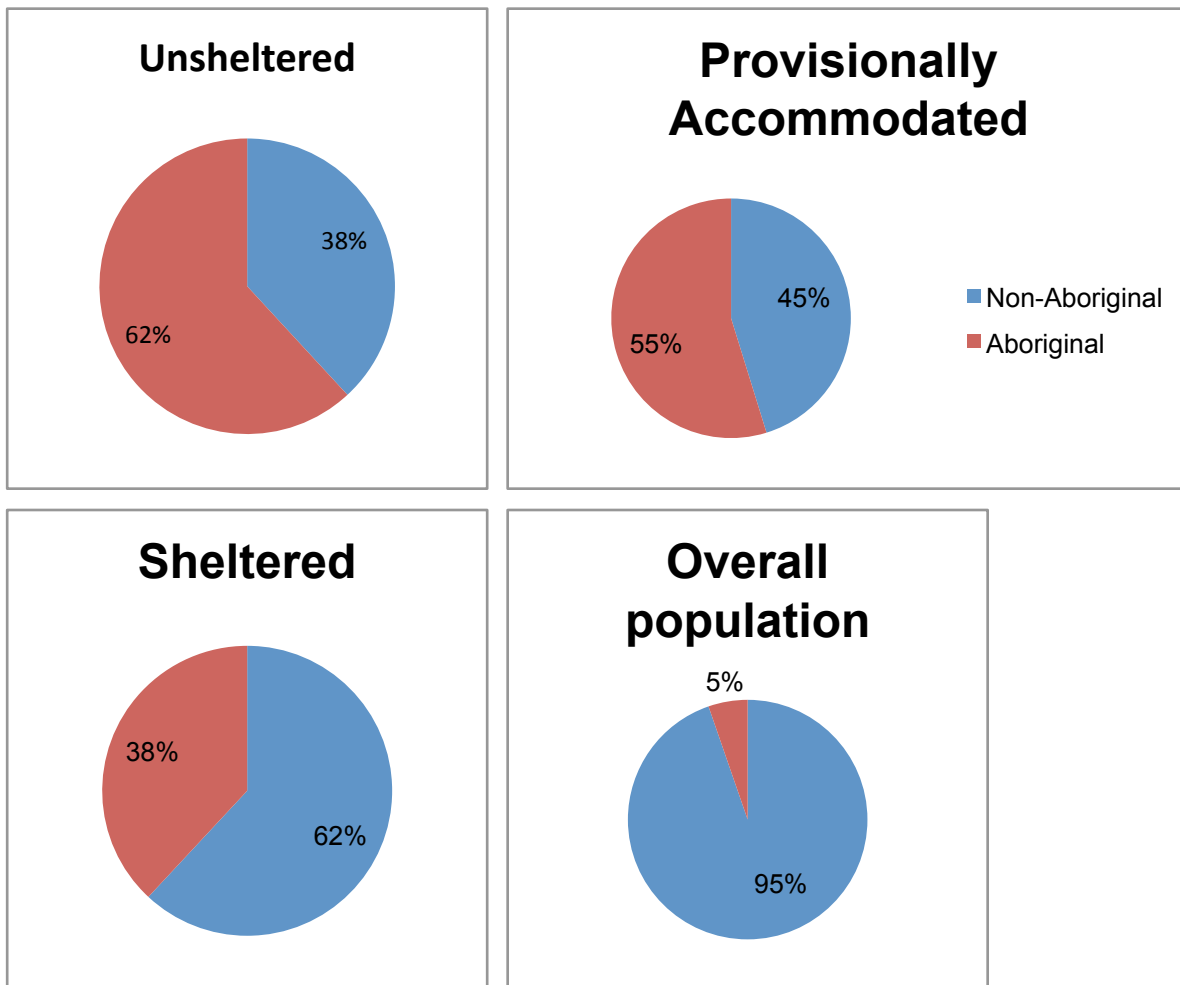 Unsheltered
38%
62%
Provisionally
Accommodated
45%
55%
Non-Aboriginal
Aboriginal
Sheltered
38%
62%
Overall
population
5%
95%